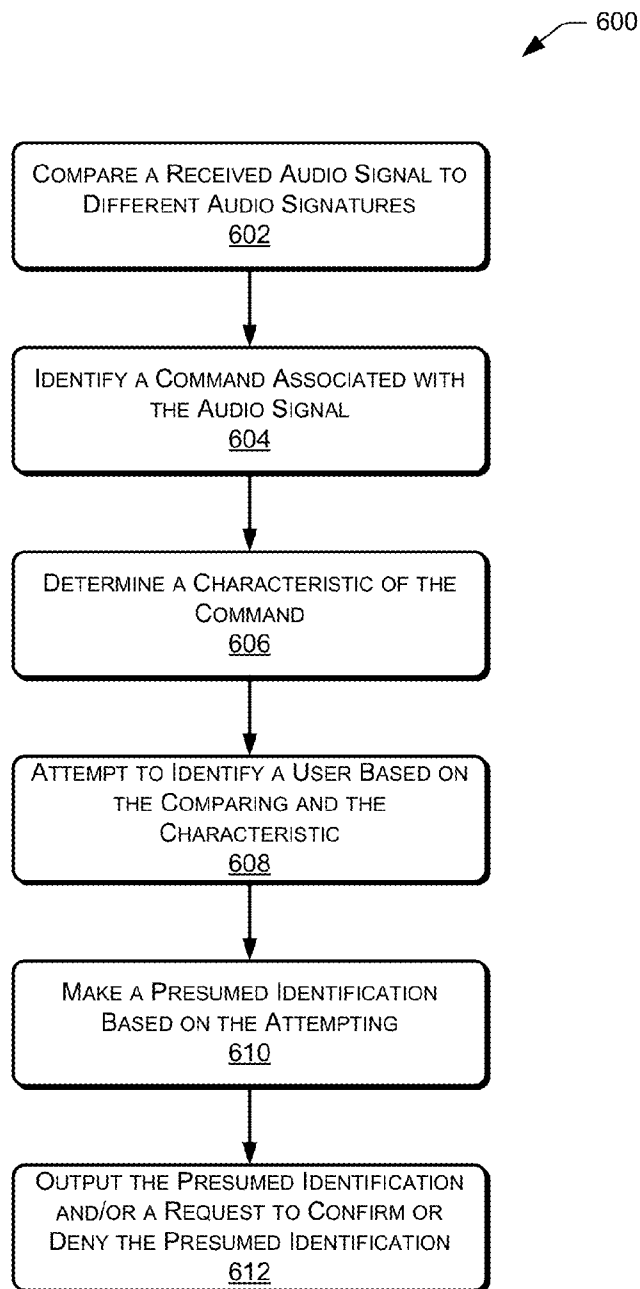 600
COMPARE A RECEIVED AUDIO SIGNAL TO
DIFFERENT AUDIO SIGNATURES
602
IDENTIFY A COMMAND ASSOCIATED WITH
THE AUDIO SIGNAL
604
DETERMINE A CHARACTERISTIC OF THE
COMMAND
606
ATTEMPT TO IDENTIFY A USER BASED ON
THE COMPARING AND THE
CHARACTERISTIC
608
MAKE A PRESUMED IDENTIFICATION
BASED ON THE ATTEMPTING
610
OUTPUT THE PRESUMED IDENTIFICATION
AND/OR A REQUEST TO CONFIRM OR
DENY THE PRESUMED IDENTIFICATION
612